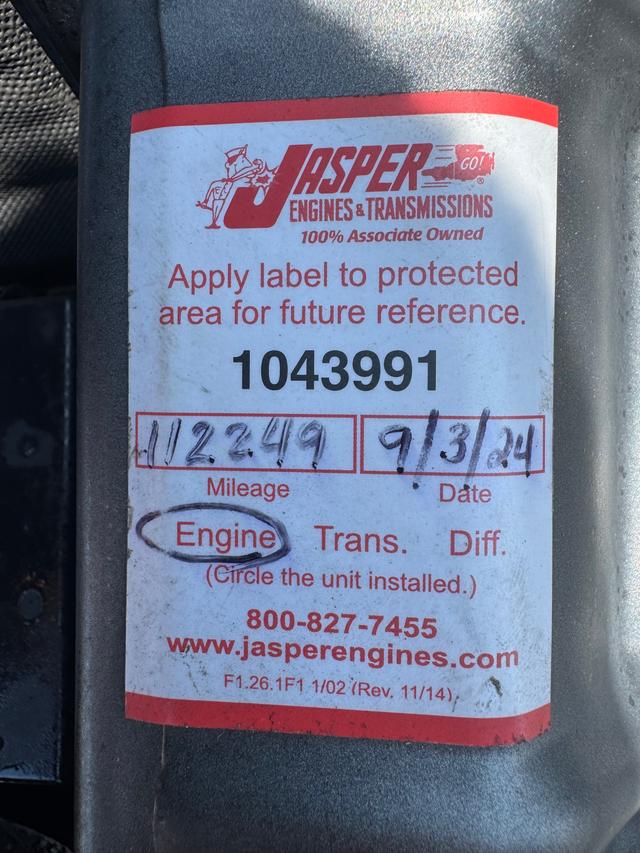 JASPER GO!®
ENGINES & TRANSMISSIONS
100% Associate Owned
Apply label to protected
area for future reference.
1043991
112249 9/3/24
Mileage Date
Engine Trans. Diff.
(Circle the unit installed.)
800-827-7455
www.jasperengines.com
F1.26.1F1 1/02 (Rev. 11/14)